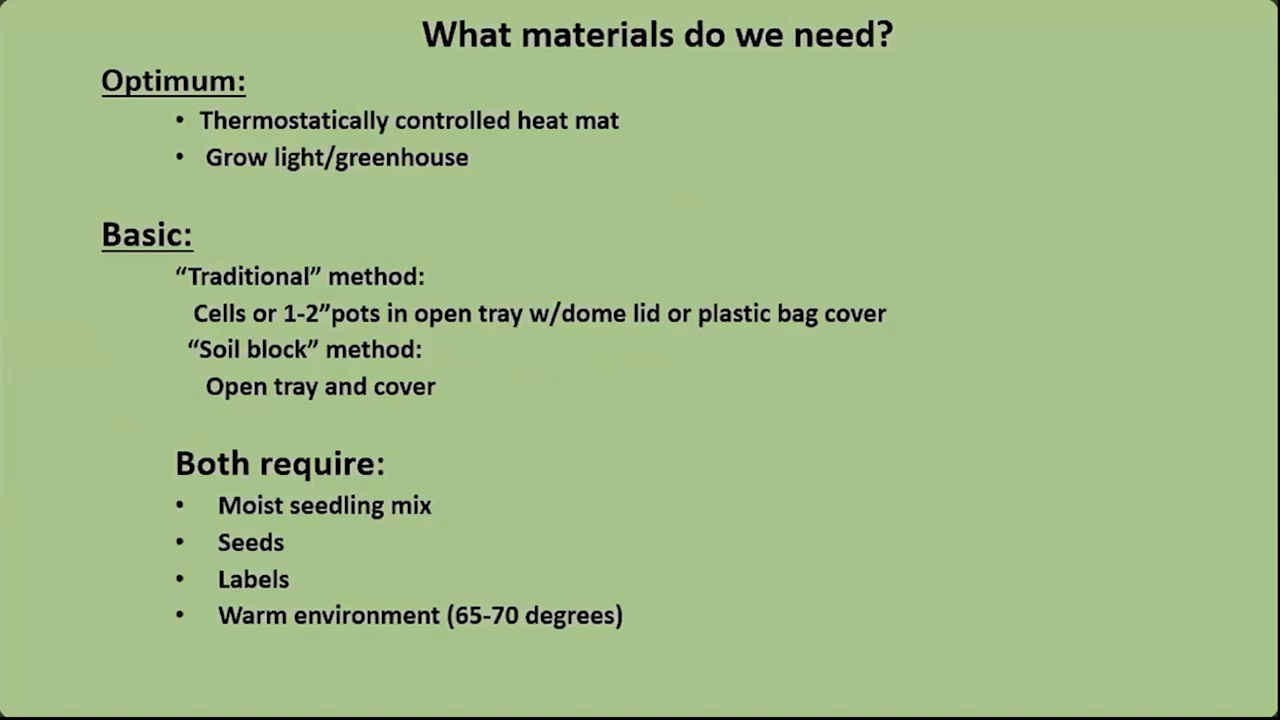 What materials do we need?
Optimum:
• Thermostatically controlled heat mat
• Grow light/greenhouse
Basic:
“Traditional” method:
Cells or 1-2”pots in open tray w/dome lid or plastic bag cover
“Soil block” method:
Open tray and cover
Both require:
• Moist seedling mix
• Seeds
• Labels
• Warm environment (65-70 degrees)